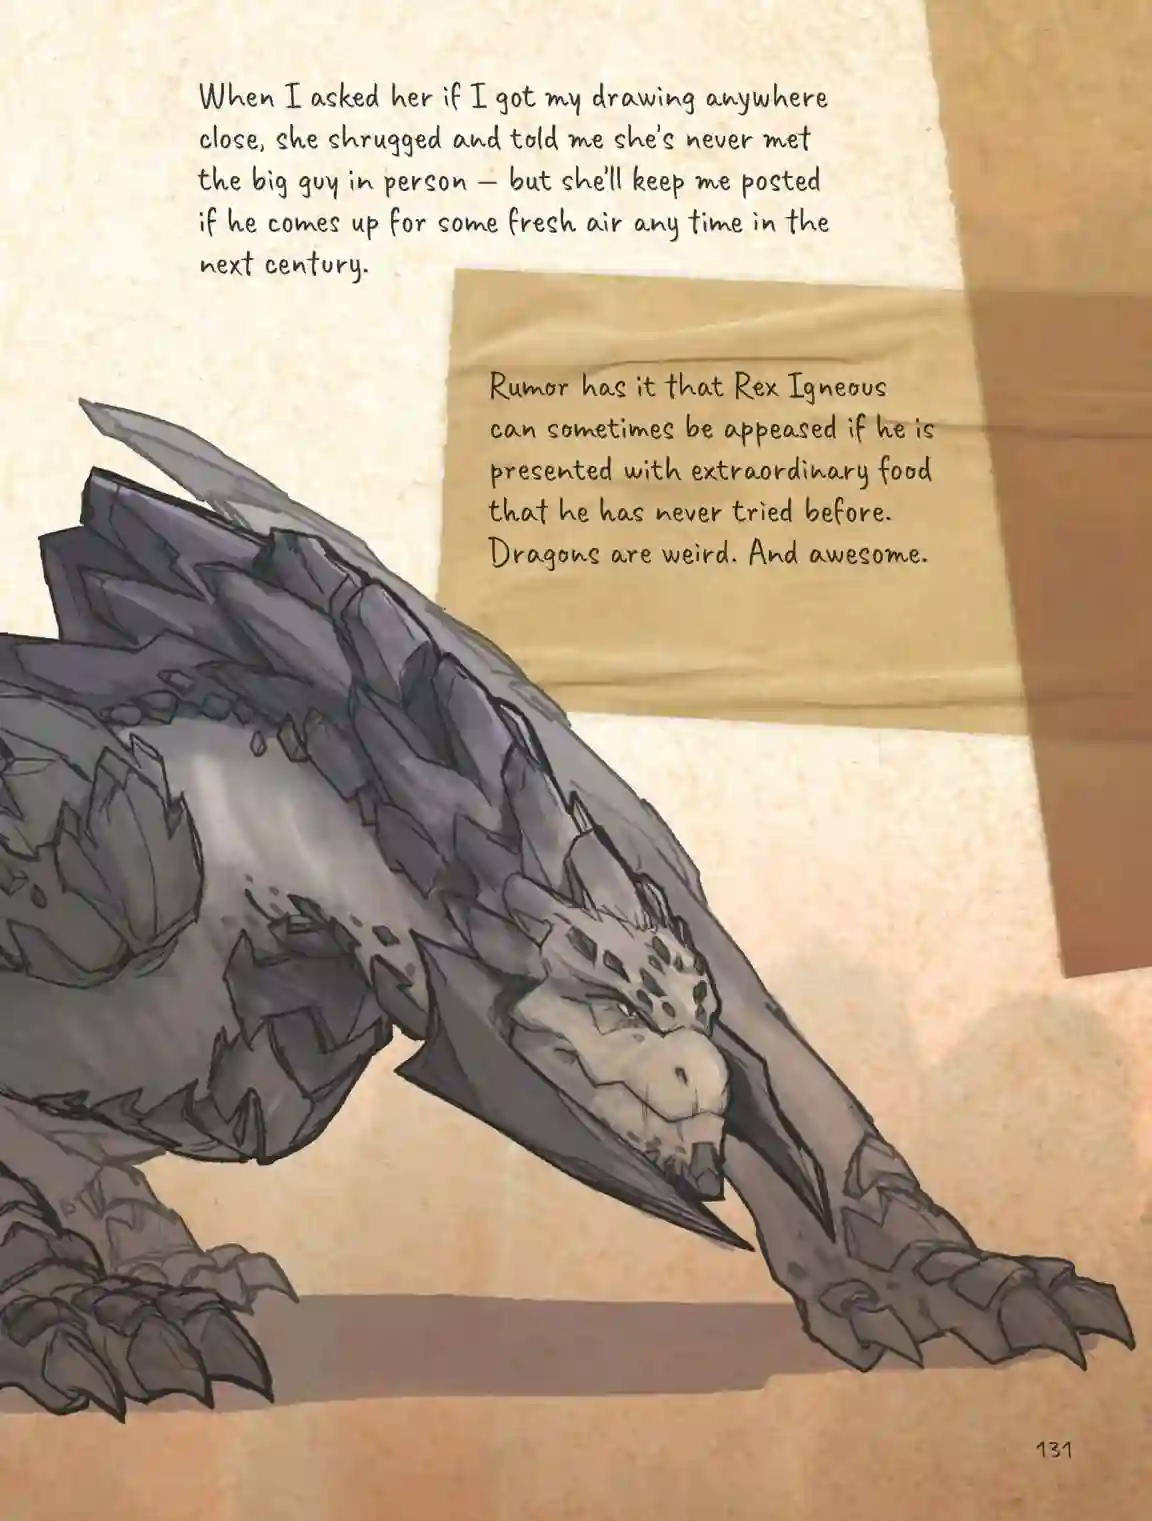 When I asked her if I got my drawing anywhere
close, she shrugged and told me she's never met
the big guy in person – but she'll keep me posted
if he comes up for some fresh air any time in the
next century.
Rumor has it that Rex Igneous
can sometimes be appeased if he is
presented with extraordinary food
that he has never tried before.
Dragons are weird. And awesome.
131